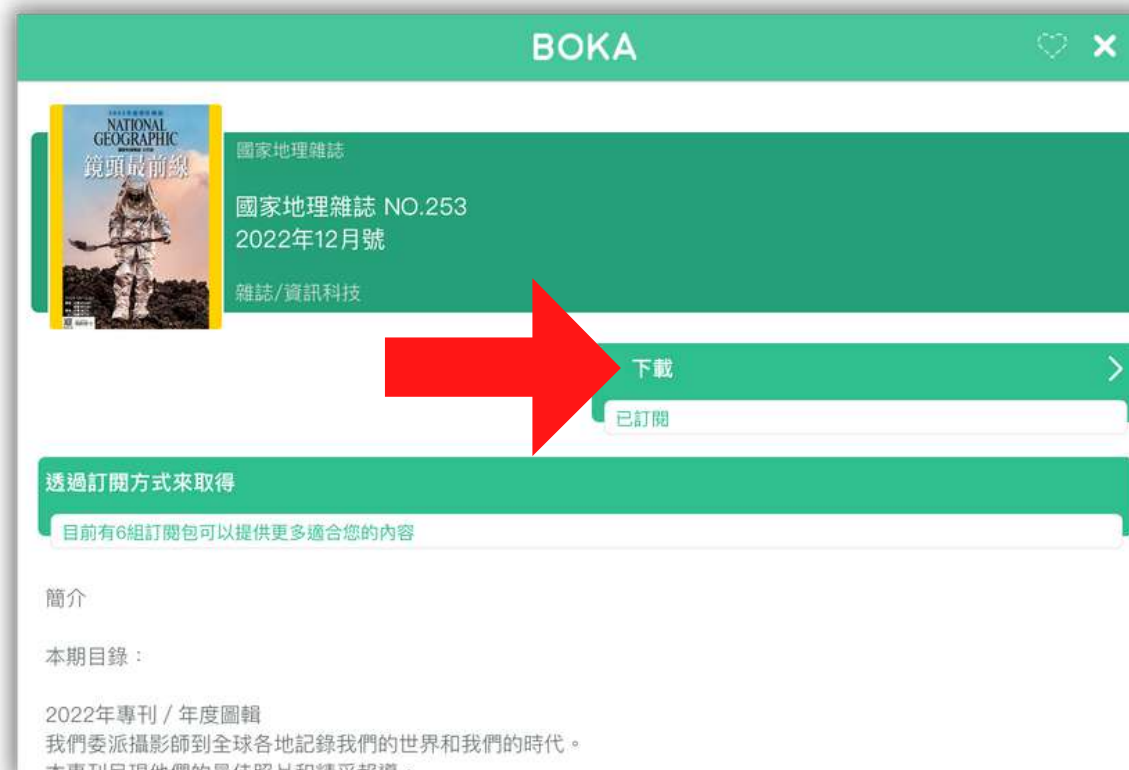 BOKA
NATIONAL
GEOGRAPHIC
鏡頭最前線
國家地理雜誌
國家地理雜誌 NO.253
2022年12月號
雜誌/資訊科技
下載
已訂閱
透過訂閱方式來取得
目前有6組訂閱包可以提供更多適合您的內容
簡介
本期目錄：
2022年專刊 / 年度圖輯
我們委派攝影師到全球各地記錄我們的世界和我們的時代。